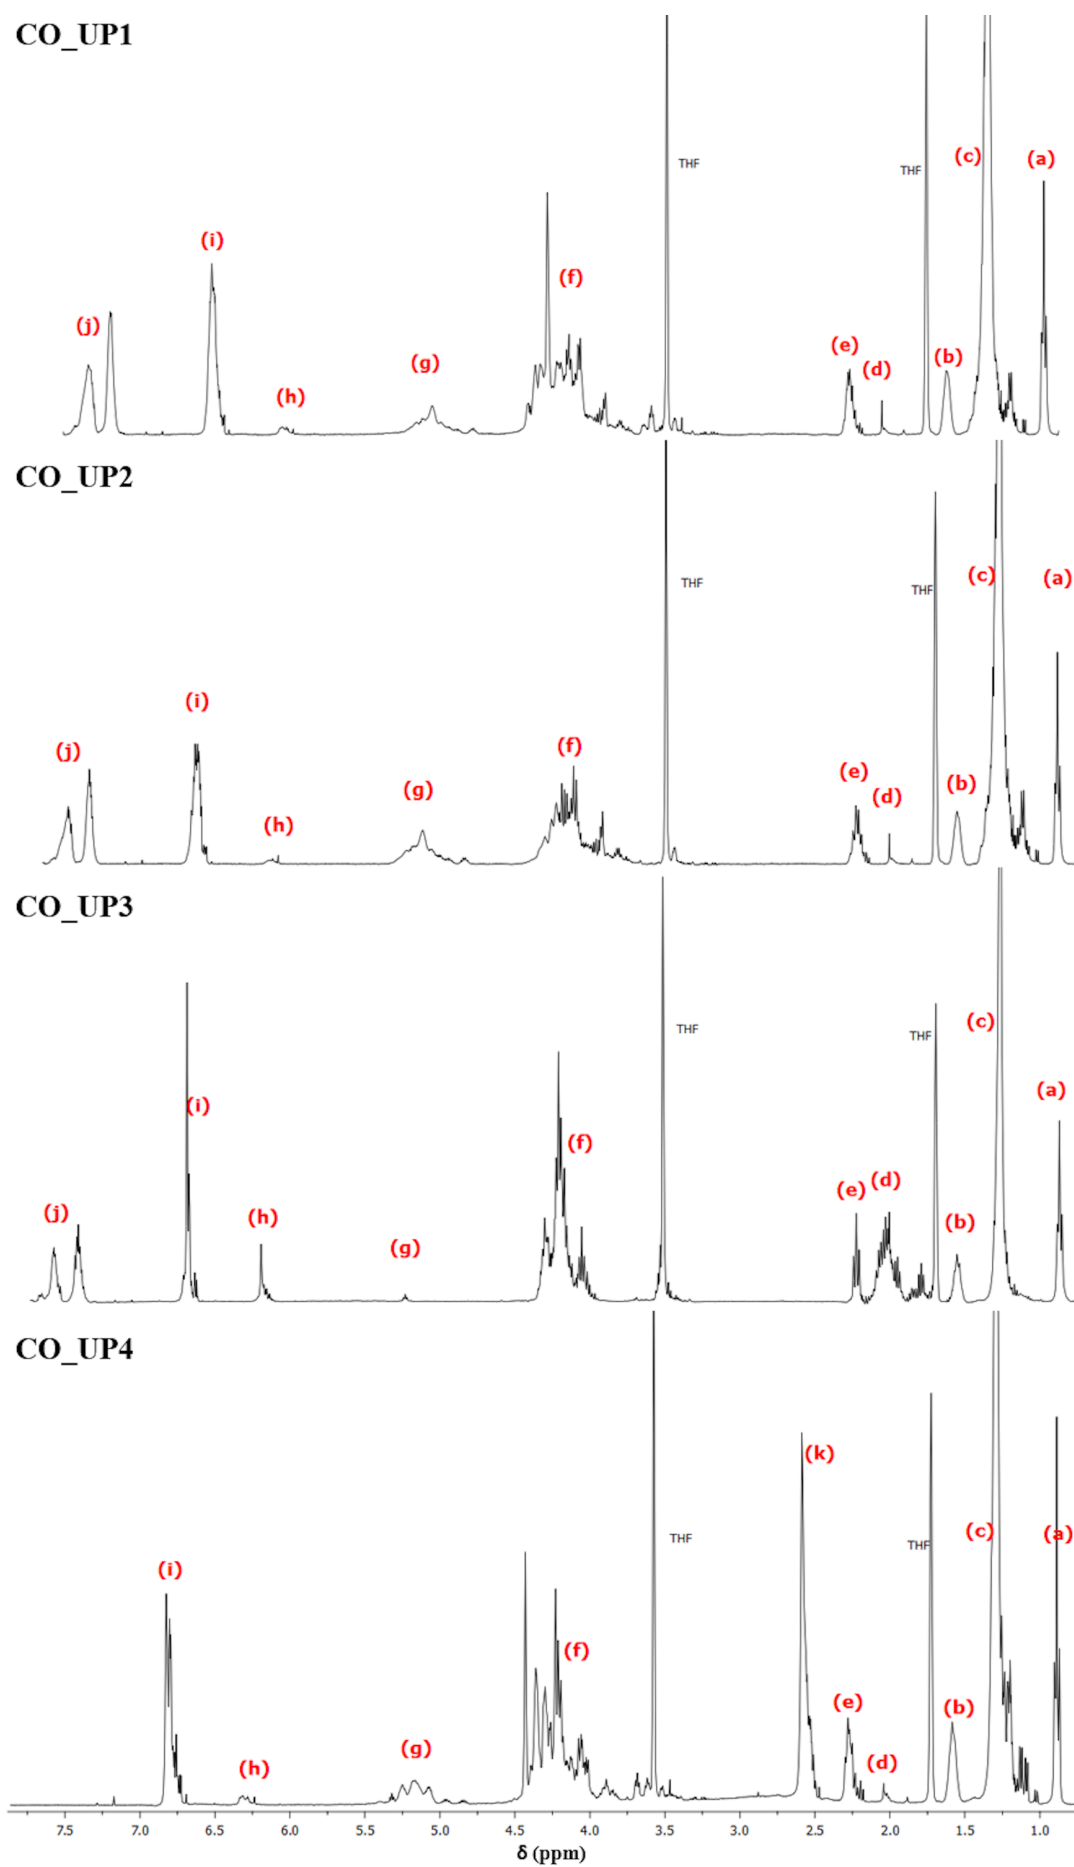 CO_UP1
(c)
(a)
THF
THF
(i)
(f)
(j)
(e)
(b)
(g)
(d)
(h)
CO_UP2
(c)
(a)
THF
THF
(i)
(j)
(f)
(e)
(g)
(b)
(d)
(h)
CO_UP3
(c)
THF
THF
(a)
(i)
(f)
(d)
(e)
(j)
(h)
(b)
(g)
CO_UP4
(k)
(c)
(a)
THF
THF
(i)
(f)
(e)
(b)
(g)
(d)
(h)
7.5 7.0 6.5 6.0 5.5 5.0 4.5 4.0 3.5 3.0 2.5 2.0 1.5 1.0
δ (ppm)